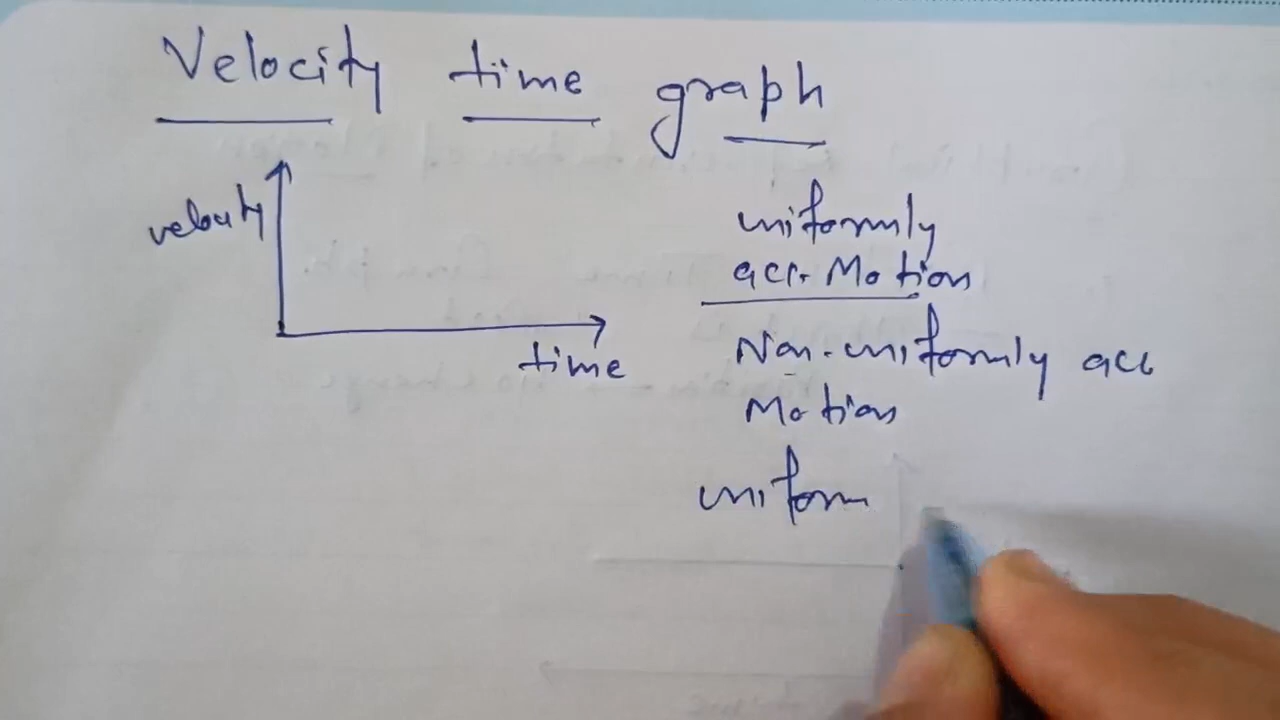 Velocity time graph
velocity
time
uniformly
acc. Motion
Non-uniformly acc
Motion
uniform